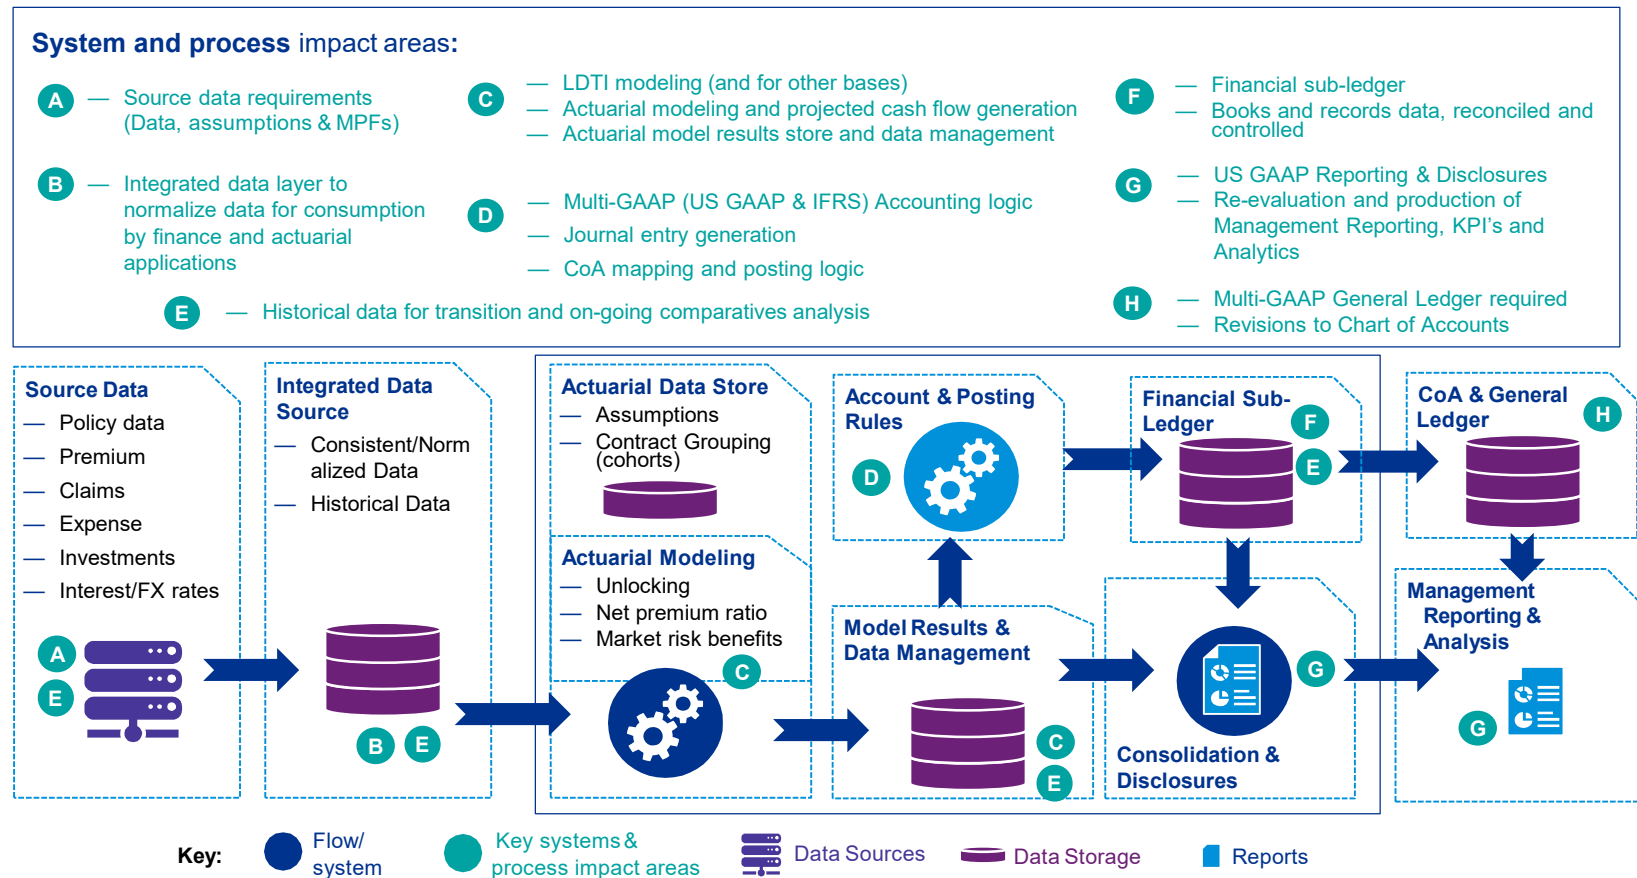 System and process impact areas:
A
— Source data requirements
(Data, assumptions & MPFs)
B
— Integrated data layer to
normalize data for consumption
by finance and actuarial
applications
C
— LDTI modeling (and for other bases)
— Actuarial modeling and projected cash flow generation
— Actuarial model results store and data management
D
— Multi-GAAP (US GAAP & IFRS) Accounting logic
— Journal entry generation
— CoA mapping and posting logic
E
— Historical data for transition and on-going comparatives analysis
F
— Financial sub-ledger
— Books and records data, reconciled and
controlled
G
— US GAAP Reporting & Disclosures
— Re-evaluation and production of
Management Reporting, KPI's and
Analytics
H
— Multi-GAAP General Ledger required
— Revisions to Chart of Accounts
Source Data
— Policy data
— Premium
— Claims
— Expense
— Investments
— Interest/FX rates
A
E
Integrated Data
Source
— Consistent/Norm
alized Data
— Historical Data
B
E
Actuarial Data Store
— Assumptions
— Contract Grouping
(cohorts)
Actuarial Modeling
— Unlocking
— Net premium ratio
— Market risk benefits
C
Account & Posting
Rules
D
Model Results &
Data Management
C
E
Financial Sub-
Ledger
F
E
G
Consolidation &
Disclosures
CoA & General
Ledger
H
Management
Reporting &
Analysis
G
Key:
Flow/
system
Key systems &
process impact areas
Data Sources
Data Storage
Reports